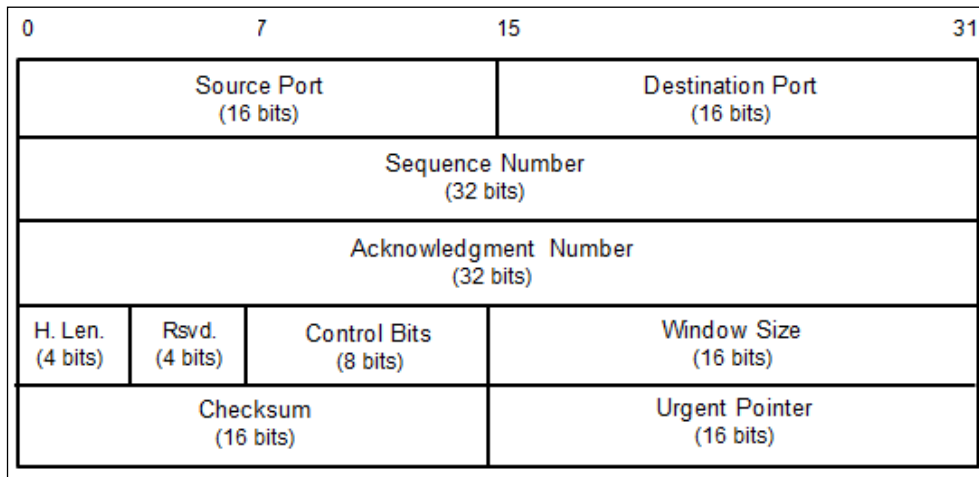 0 7 15 31
Source Port Destination Port
(16 bits) (16 bits)
Sequence Number
(32 bits)
Acknowledgment Number
(32 bits)
H. Len. Rsvd. Control Bits Window Size
(4 bits) (4 bits) (8 bits) (16 bits)
Checksum Urgent Pointer
(16 bits) (16 bits)